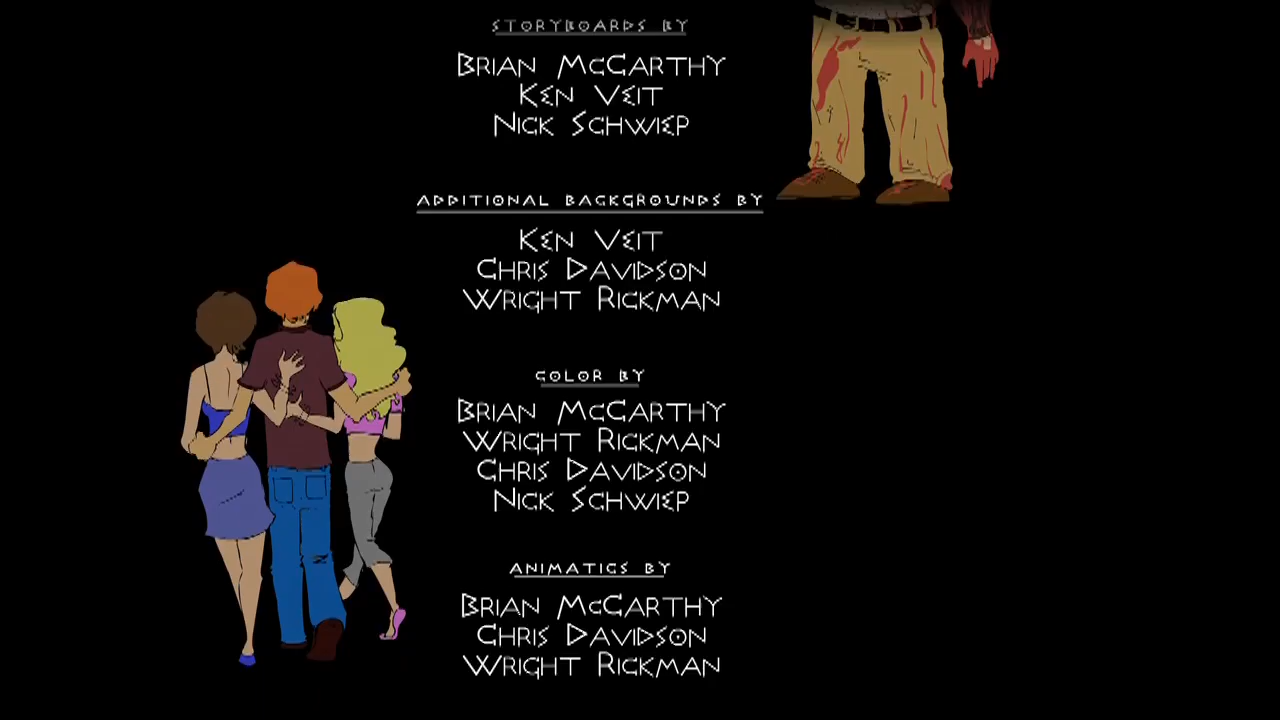 STORYBOARDS BY
BRIAN MCCARTHY
KEN VEIT
NICK SCHWIEP
ADDITIONAL BACKGROUNDS BY
KEN VEIT
CHRIS DAVIDSON
WRIGHT RICKMAN
COLOR BY
BRIAN MCCARTHY
WRIGHT RICKMAN
CHRIS DAVIDSON
NICK SCHWIEP
ANIMATICS BY
BRIAN MCCARTHY
CHRIS DAVIDSON
WRIGHT RICKMAN